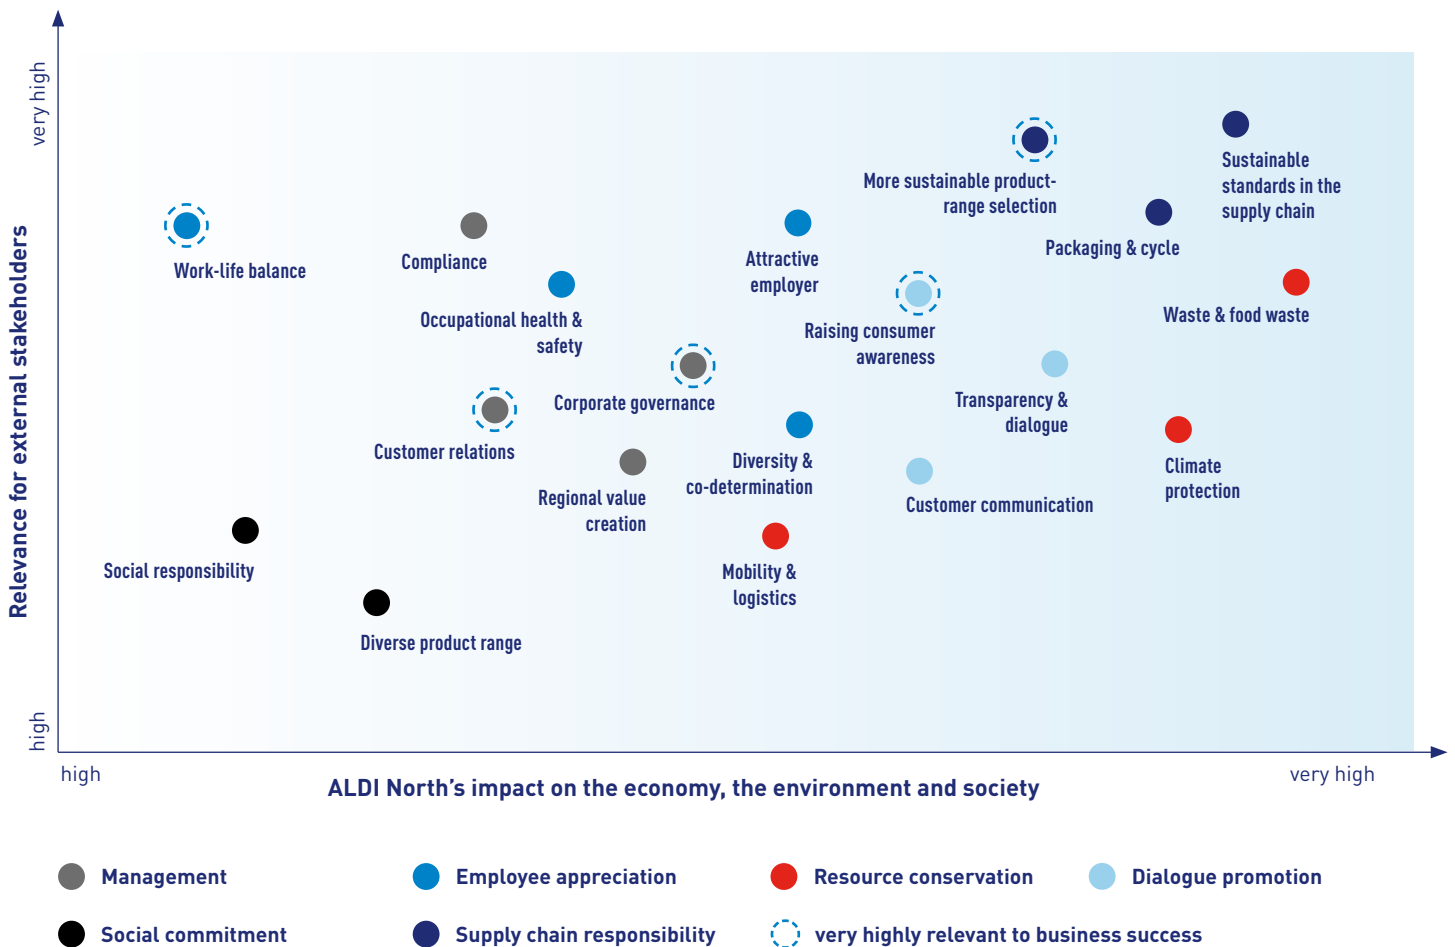 very high
Relevance for external stakeholders
high
Sustainable
standards in the
supply chain
More sustainable product-
range selection
Packaging & cycle
Work-life balance
Compliance
Attractive
employer
Waste & food waste
Occupational health &
safety
Raising consumer
awareness
Corporate governance
Transparency &
dialogue
Customer relations
Diversity &
co-determination
Climate
protection
Regional value
creation
Customer communication
Social responsibility
Mobility &
logistics
Diverse product range
high
very high
ALDI North's impact on the economy, the environment and society
Management
Employee appreciation
Resource conservation
Dialogue promotion
Social commitment
Supply chain responsibility
very highly relevant to business success